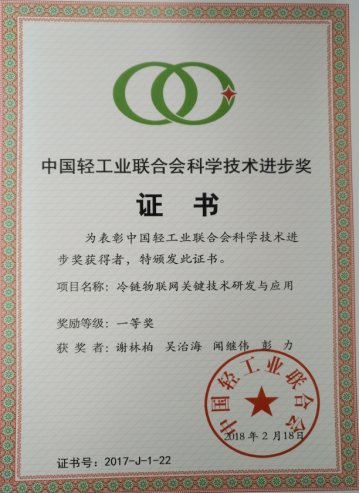 中国轻工业联合会科学技术进步奖
证 书
为表彰中国轻工业联合会科学技术进
步奖获得者，特颁发此证书。
项目名称：冷链物联网关键技术研发与应用
奖励等级：一等奖
获 奖 者：谢林柏 吴治海 闻继伟 彭 力
中国轻工业联合会
2018 年 2 月 18日
证书号：2017-J-1-22